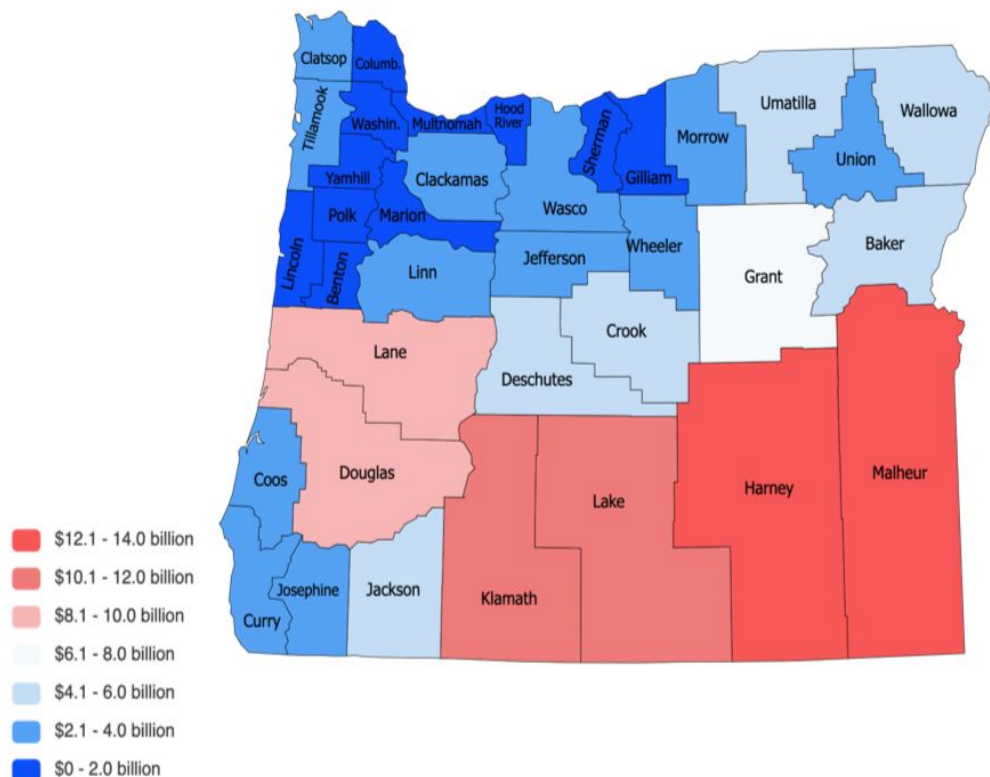 Clatsop
Columb.
Tillamook
Washin.
Multnomah
Hood
River
Sherman
Gilliam
Morrow
Umatilla
Wallowa
Union
Yamhill
Clackamas
Wasco
Polk
Marion
Wheeler
Baker
Lincoln
Benton
Linn
Jefferson
Grant
Crook
Lane
Deschutes
Coos
Douglas
Lake
Harney
Malheur
Curry
Josephine
Jackson
Klamath
$12.1 - 14.0 billion
$10.1 - 12.0 billion
$8.1 - 10.0 billion
$6.1 - 8.0 billion
$4.1 - 6.0 billion
$2.1 - 4.0 billion
$0 - 2.0 billion